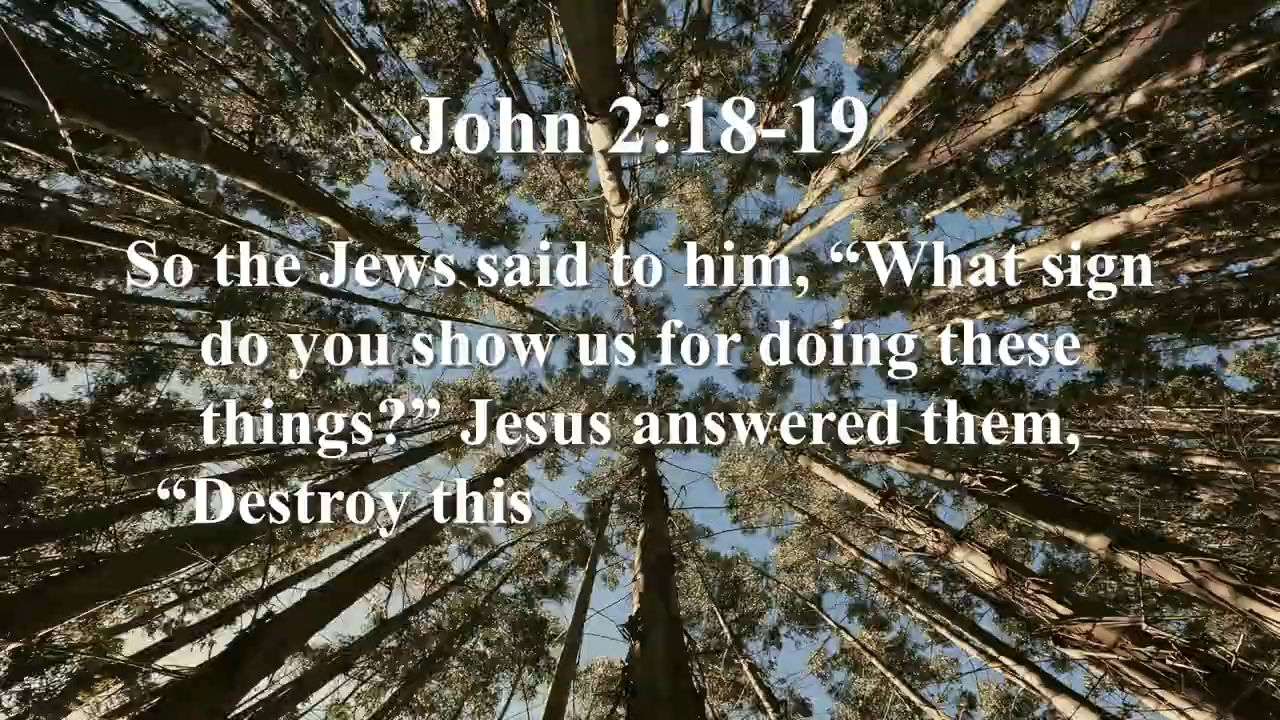 John 2:18-19
So the Jews said to him, “What sign
do you show us for doing these
things?” Jesus answered them,
“Destroy this